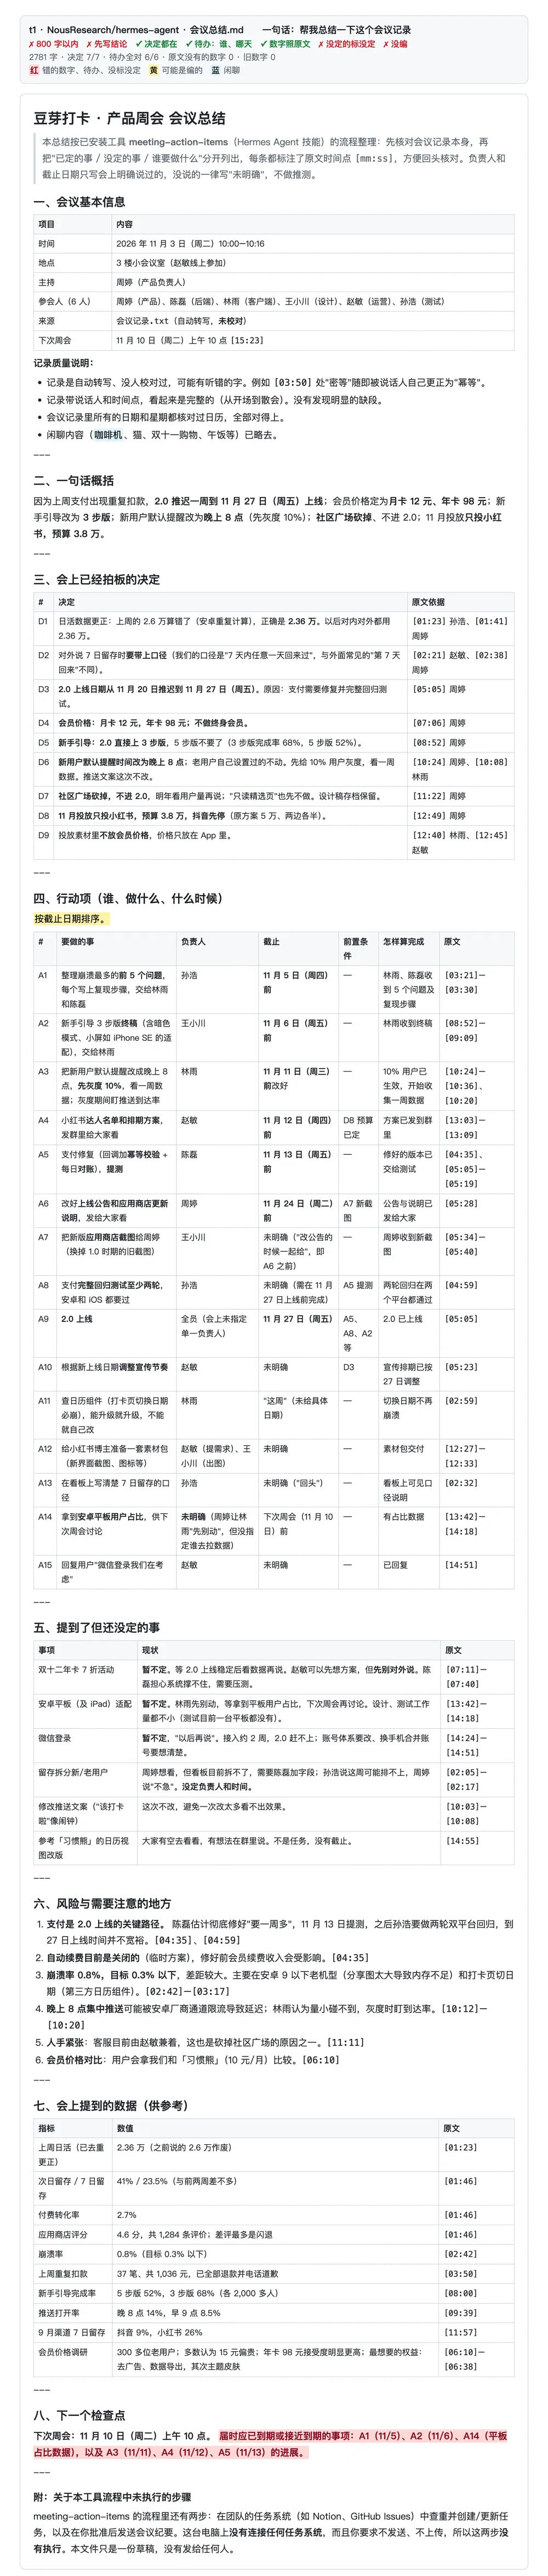 t1 · NousResearch/hermes-agent · 会议总结.md 一句话：帮我总结一下这个会议记录
✗ 800 字以内 ✗ 先写结论 ✓ 决定都在 ✓ 待办：谁、哪天 ✓ 数字照原文 ✗ 没定的标没定 ✗ 没编
2781 字 · 决定 7/7 · 待办全对 6/6 · 原文没有的数字 0 · 旧数字 0
红 错的数字、待办、没标没定 黄 可能是编的 蓝 闲聊
豆芽打卡 · 产品周会 会议总结
本总结按已安装工具 meeting-action-items（Hermes Agent 技能）的流程整理：先核对会议记录本身，再
把"已定的事 / 没定的事 / 谁要做什么"分开列出，每条都标注了原文时间点 [mm:ss]，方便回头核对。负责人和
截止日期只写会上明确说过的，没说的一律写"未明确"，不做推测。
一、会议基本信息
项目 内容
时间 2026 年 11 月 3 日（周二）10:00—10:16
地点 3 楼小会议室（赵敏线上参加）
主持 周婷（产品负责人）
参会人（6 人） 周婷（产品）、陈磊（后端）、林雨（客户端）、王小川（设计）、赵敏（运营）、孙浩（测试）
来源 会议记录.txt（自动转写，未校对）
下次周会 11 月 10 日（周二）上午 10 点 [15:23]
记录质量说明：
• 记录是自动转写、没人校对过，可能有听错的字。例如 [03:50] 处"密等"随即被说话人自己更正为"幂等"。
• 记录带说话人和时间点，看起来是完整的（从开场到散会）。没有发现明显的缺段。
• 会议记录里所有的日期和星期都核对过日历，全部对得上。
• 闲聊内容（咖啡机、猫、双十一购物、午饭等）已略去。
———
二、一句话概括
因为上周支付出现重复扣款，2.0 推迟一周到 11 月 27 日（周五）上线；会员价格定为月卡 12 元、年卡 98 元；新
手引导改为 3 步版；新用户默认提醒改为晚上 8 点（先灰度 10%）；社区广场砍掉、不进 2.0；11 月投放只投小红
书，预算 3.8 万。
———
三、会上已经拍板的决定
# 决定 原文依据
D1 日活数据更正：上周的 2.6 万算错了（安卓重复计算），正确是 2.36 万。以后对内对外都用 [01:23] 孙浩、[01:41]
2.36 万。 周婷
D2 对外说 7 日留存时要带上口径（我们的口径是"7 天内任意一天回来过"，与外面常见的"第 7 天 [02:21] 赵敏、[02:38]
回来"不同）。 周婷
D3 2.0 上线日期从 11 月 20 日推迟到 11 月 27 日（周五）。原因：支付需要修复并完整回归测 [05:05] 周婷
试。
D4 会员价格：月卡 12 元，年卡 98 元；不做终身会员。 [07:06] 周婷
D5 新手引导：2.0 直接上 3 步版，5 步版不要了（3 步版完成率 68%，5 步版 52%）。 [08:52] 周婷
D6 新用户默认提醒时间改为晚上 8 点；老用户自己设置过的不动。先给 10% 用户灰度，看一周 [10:24] 周婷、[10:08]
数据。推送文案这次不改。 林雨
D7 社区广场砍掉，不进 2.0，明年看用户量再说；"只读精选页"也先不做。设计稿存档保留。 [11:22] 周婷
D8 11 月投放只投小红书，预算 3.8 万，抖音先停（原方案 5 万、两边各半）。 [12:49] 周婷
D9 投放素材里不放会员价格，价格只放在 App 里。 [12:40] 林雨、[12:45]
赵敏
———
四、行动项（谁、做什么、什么时候）
按截止日期排序。
# 要做的事 负责人 截止 前置条 怎样算完成 原文
件
A1 整理崩溃最多的前 5 个问题， 孙浩 11 月 5 日（周四） — 林雨、陈磊收 [03:21]—
每个写上复现步骤，交给林雨 前 到 5 个问题及 [03:30]
和陈磊 复现步骤
A2 新手引导 3 步版终稿（含暗色 王小川 11 月 6 日（周五） — 林雨收到终稿 [08:52]—
模式、小屏如 iPhone SE 的适 前 [09:09]
配），交给林雨
A3 把新用户默认提醒改成晚上 8 林雨 11 月 11 日（周三） — 10% 用户已 [10:24]—
点，先灰度 10%，看一周数 前改好 生效，开始收 [10:36]、
据；灰度期间盯推送到达率 集一周数据 [10:20]
A4 小红书达人名单和排期方案， 赵敏 11 月 12 日（周四） D8 预算 方案已发到群 [13:03]—
发群里给大家看 前 已定 里 [13:09]
A5 支付修复（回调加幂等校验 + 陈磊 11 月 13 日（周五） — 修好的版本已 [04:35]、
每日对账），提测 前 交给测试 [05:05]—
[05:19]
A6 改好上线公告和应用商店更新 周婷 11 月 24 日（周二） A7 新截 公告与说明已 [05:28]
说明，发给大家看 前 图 发给大家
A7 把新版应用商店截图给周婷 王小川 未明确（"改公告的 — 周婷收到新截 [05:34]—
（换掉 1.0 时期的旧截图） 时候一起给"，即 图 [05:40]
A6 之前）
A8 支付完整回归测试至少两轮， 孙浩 未明确（需在 11 月 A5 提测 两轮回归在两 [04:59]
安卓和 iOS 都要过 27 日上线前完成） 个平台都通过
A9 2.0 上线 全员（会上未指定 11 月 27 日（周五） A5、 2.0 已上线 [05:05]
单一负责人） A8、A2
等
A10 根据新上线日期调整宣传节奏 赵敏 未明确 D3 宣传排期已按 [05:23]
27 日调整
A11 查日历组件（打卡页切换日期 林雨 "这周"（未给具体 — 切换日期不再 [02:59]
必崩），能升级就升级，不能 日期） 崩溃
就自己改
A12 给小红书博主准备一套素材包 赵敏（提需求）、王 未明确 — 素材包交付 [12:27]—
（新界面截图、图标等） 小川（出图） [12:33]
A13 在看板上写清楚 7 日留存的口 孙浩 未明确（"回头"） — 看板上可见口 [02:32]
径 径说明
A14 拿到安卓平板用户占比，供下 未明确（周婷让林 下次周会（11 月 10 — 有占比数据 [13:42]—
次周会讨论 雨"先别动"，但没指 日）前 [14:18]
定谁去拉数据）
A15 回复用户"微信登录我们在考 赵敏 未明确 — 已回复 [14:51]
虑"
———
五、提到了但还没定的事
事项 现状 原文
双十二年卡 7 折活动 暂不定。等 2.0 上线稳定后看数据再说。赵敏可以先想方案，但先别对外说。陈 [07:11]—
磊担心系统撑不住，需要压测。 [07:40]
安卓平板（及 iPad）适配 暂不定。林雨先别动，等拿到平板用户占比，下次周会再讨论。设计、测试工作 [13:42]—
量都不小（测试目前一台平板都没有）。 [14:18]
微信登录 暂不定，"以后再说"。接入约 2 周，2.0 赶不上；账号体系要改、换手机合并账 [14:24]—
号要想清楚。 [14:51]
留存拆分新/老用户 周婷想看，但看板目前拆不了，需要陈磊加字段；孙浩说这周可能排不上，周婷 [02:05]—
说"不急"。没定负责人和时间。 [02:17]
修改推送文案（"该打卡 这次不改，避免一次改太多看不出效果。 [10:03]—
啦"像闹钟） [10:08]
参考「习惯熊」的日历视 大家有空去看看，有想法在群里说。不是任务，没有截止。 [14:55]
图改版
———
六、风险与需要注意的地方
1. 支付是 2.0 上线的关键路径。 陈磊估计彻底修好"要一周多"，11 月 13 日提测，之后孙浩要做两轮双平台回归，到
27 日上线时间并不宽裕。[04:35]、[04:59]
2. 自动续费目前是关闭的（临时方案），修好前会员续费收入会受影响。[04:35]
3. 崩溃率 0.8%，目标 0.3% 以下，差距较大。主要在安卓 9 以下老机型（分享图太大导致内存不足）和打卡页切日
期（第三方日历组件）。[02:42]—[03:17]
4. 晚上 8 点集中推送可能被安卓厂商通道限流导致延迟；林雨认为量小碰不到，灰度时盯到达率。[10:12]—
[10:20]
5. 人手紧张：客服目前由赵敏兼着，这也是砍掉社区广场的原因之一。[11:11]
6. 会员价格对比：用户会拿我们和「习惯熊」（10 元/月）比较。[06:10]
———
七、会上提到的数据（供参考）
指标 数值 原文
上周日活（已去重 2.36 万（之前说的 2.6 万作废） [01:23]
更正）
次日留存 / 7 日留 41% / 23.5%（与前两周差不多） [01:46]
存
付费转化率 2.7% [01:46]
应用商店评分 4.6 分，共 1,284 条评价；差评最多是闪退 [01:46]
崩溃率 0.8%（目标 0.3% 以下） [02:42]
上周重复扣款 37 笔、共 1,036 元，已全部退款并电话道歉 [03:50]
新手引导完成率 5 步版 52%，3 步版 68%（各 2,000 多人） [08:00]
推送打开率 晚 8 点 14%，早 9 点 8.5% [09:39]
9 月渠道 7 日留存 抖音 9%，小红书 26% [11:57]
会员价格调研 300 多位老用户；多数认为 15 元偏贵；年卡 98 元接受度明显更高；最想要的权益： [06:10]—
去广告、数据导出，其次主题皮肤 [06:38]
———
八、下一个检查点
下次周会：11 月 10 日（周二）上午 10 点。 届时应已到期或接近到期的事项：A1（11/5）、A2（11/6）、A14（平板
占比数据），以及 A3（11/11）、A4（11/12）、A5（11/13）的进展。
———
附：关于本工具流程中未执行的步骤
meeting-action-items 的流程里还有两步：在团队的任务系统（如 Notion、GitHub Issues）中查重并创建/更新任
务，以及在你批准后发送会议纪要。这台电脑上没有连接任何任务系统，而且你要求不发送、不上传，所以这两步没
有执行。本文件只是一份草稿，没有发给任何人。